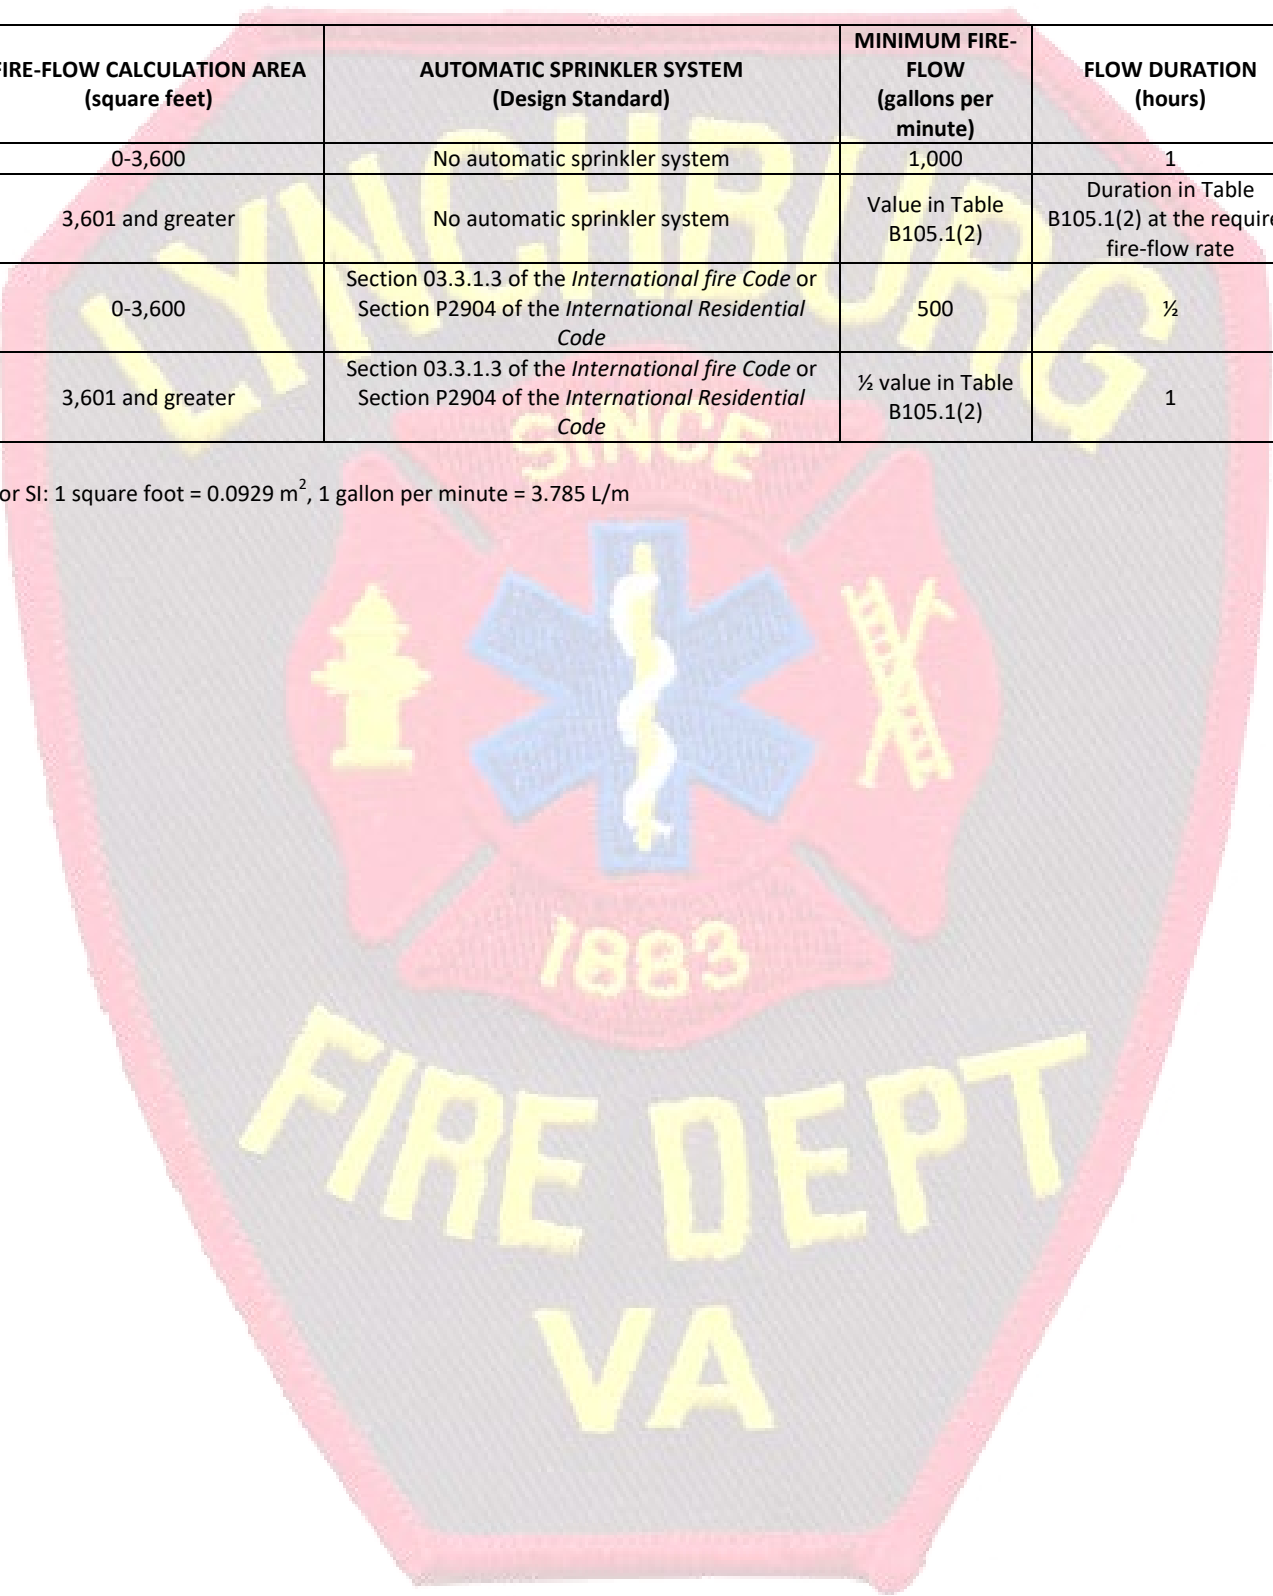 FIRE-FLOW CALCULATION AREA
(square feet)
AUTOMATIC SPRINKLER SYSTEM
(Design Standard)
MINIMUM FIRE-
FLOW
(gallons per
minute)
FLOW DURATION
(hours)
0-3,600
No automatic sprinkler system
1,000
1
3,601 and greater
No automatic sprinkler system
Value in Table
B105.1(2)
Duration in Table
B105.1(2) at the require
fire-flow rate
0-3,600
Section 03.3.1.3 of the International fire Code or
Section P2904 of the International Residential
Code
500
½
3,601 and greater
Section 03.3.1.3 of the International fire Code or
Section P2904 of the International Residential
Code
½ value in Table
B105.1(2)
1
or SI: 1 square foot = 0.0929 m², 1 gallon per minute = 3.785 L/m
LYNCHBURG
SINCE
1883
FIRE DEPT
VA